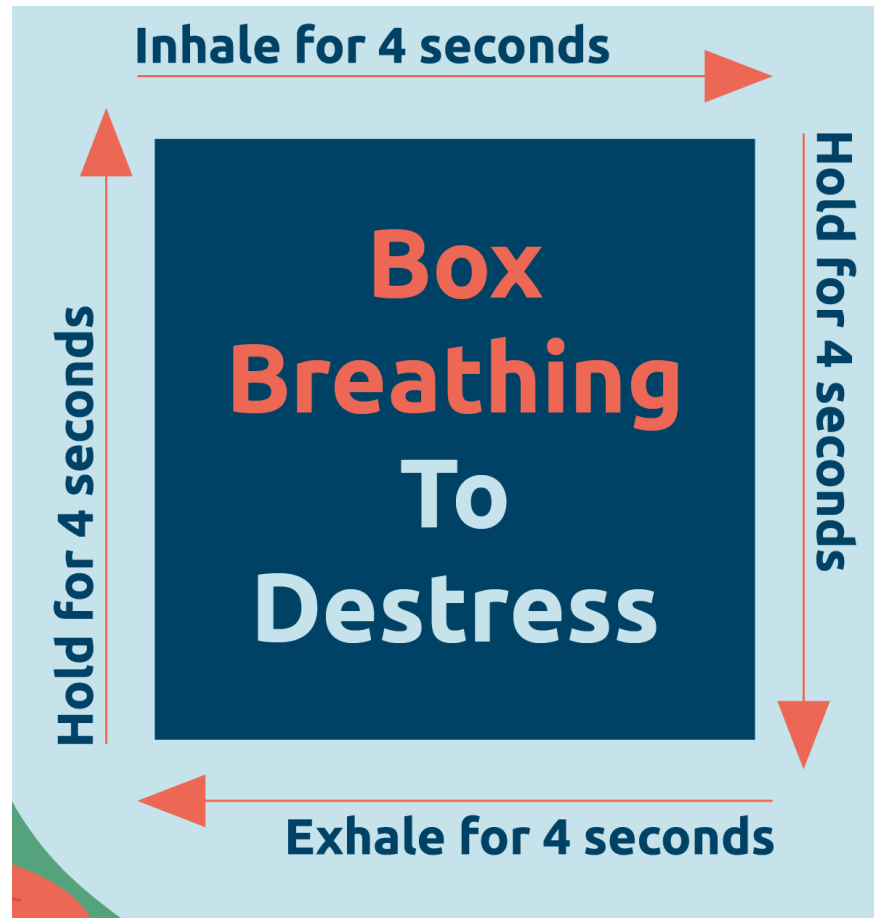 Inhale for 4 seconds
Hold for 4 seconds
Box
Breathing
To
Destress
Exhale for 4 seconds
Hold for 4 seconds